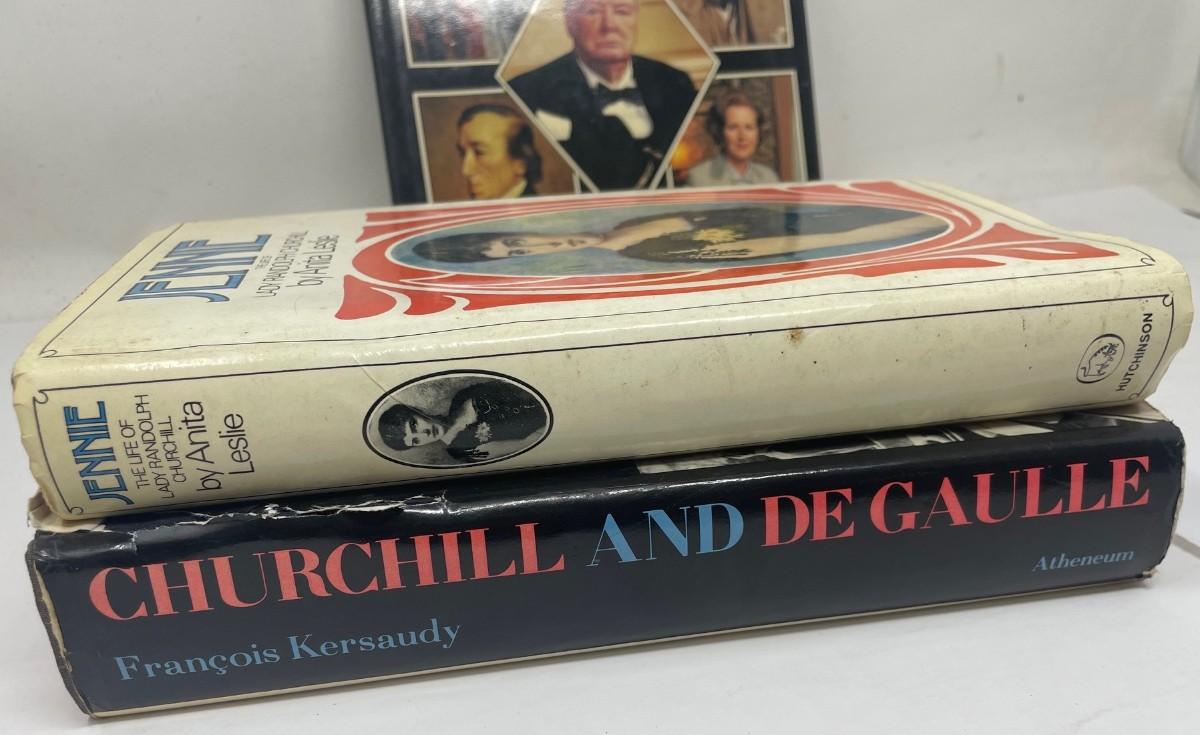 JENNIE
THE LIFE OF
LADY RANDOLPH CHURCHILL
by Anita Leslie
JENNIE
THE LIFE OF
LADY RANDOLPH
CHURCHILL
by Anita
Leslie
HUTCHINSON
CHURCHILL AND DE GAULLE
Atheneum
François Kersaudy